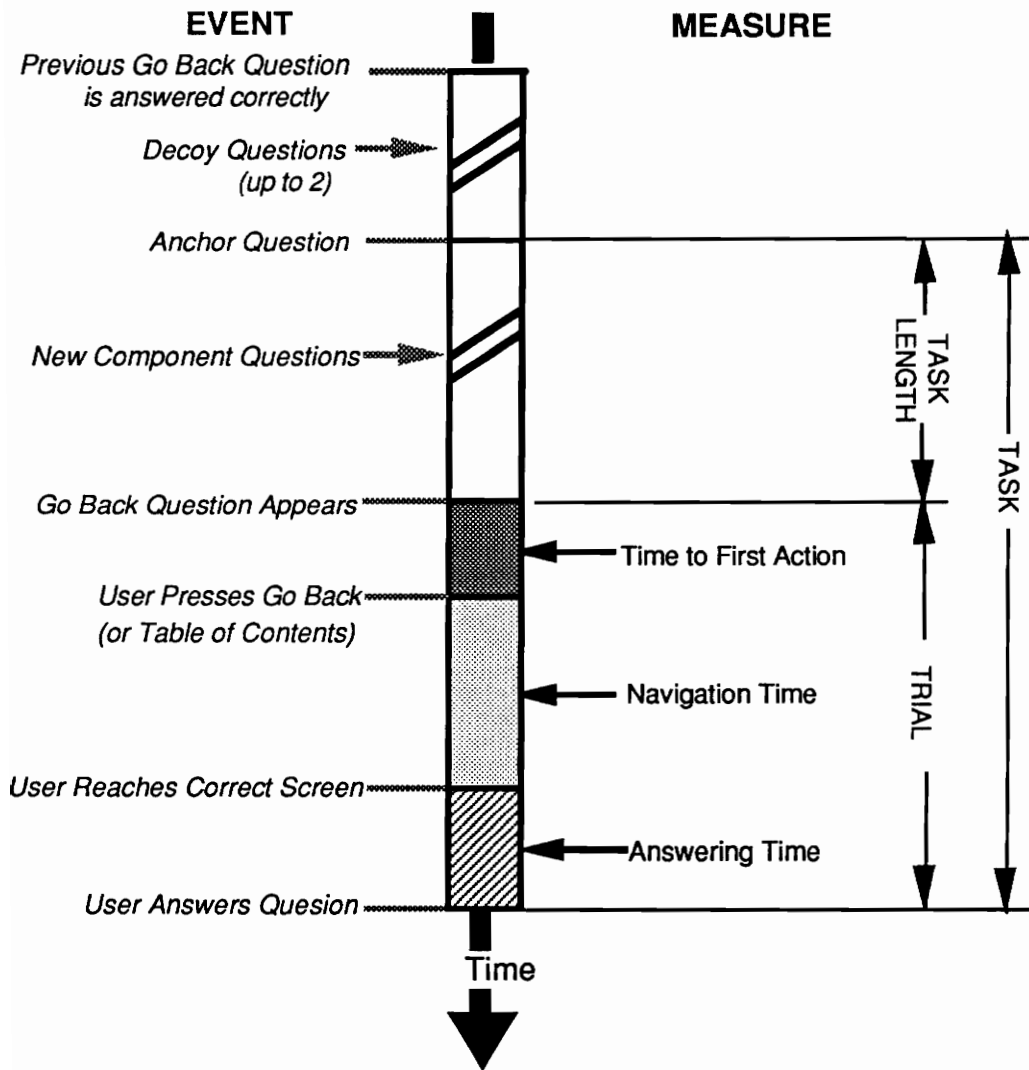 EVENT
MEASURE
Previous Go Back Question
is answered correctly
Decoy Questions
(up to 2)
Anchor Question
New Component Questions
TASK
LENGTH
TASK
Go Back Question Appears
Time to First Action
User Presses Go Back
(or Table of Contents)
Navigation Time
TRIAL
User Reaches Correct Screen
Answering Time
User Answers Quesion
Time